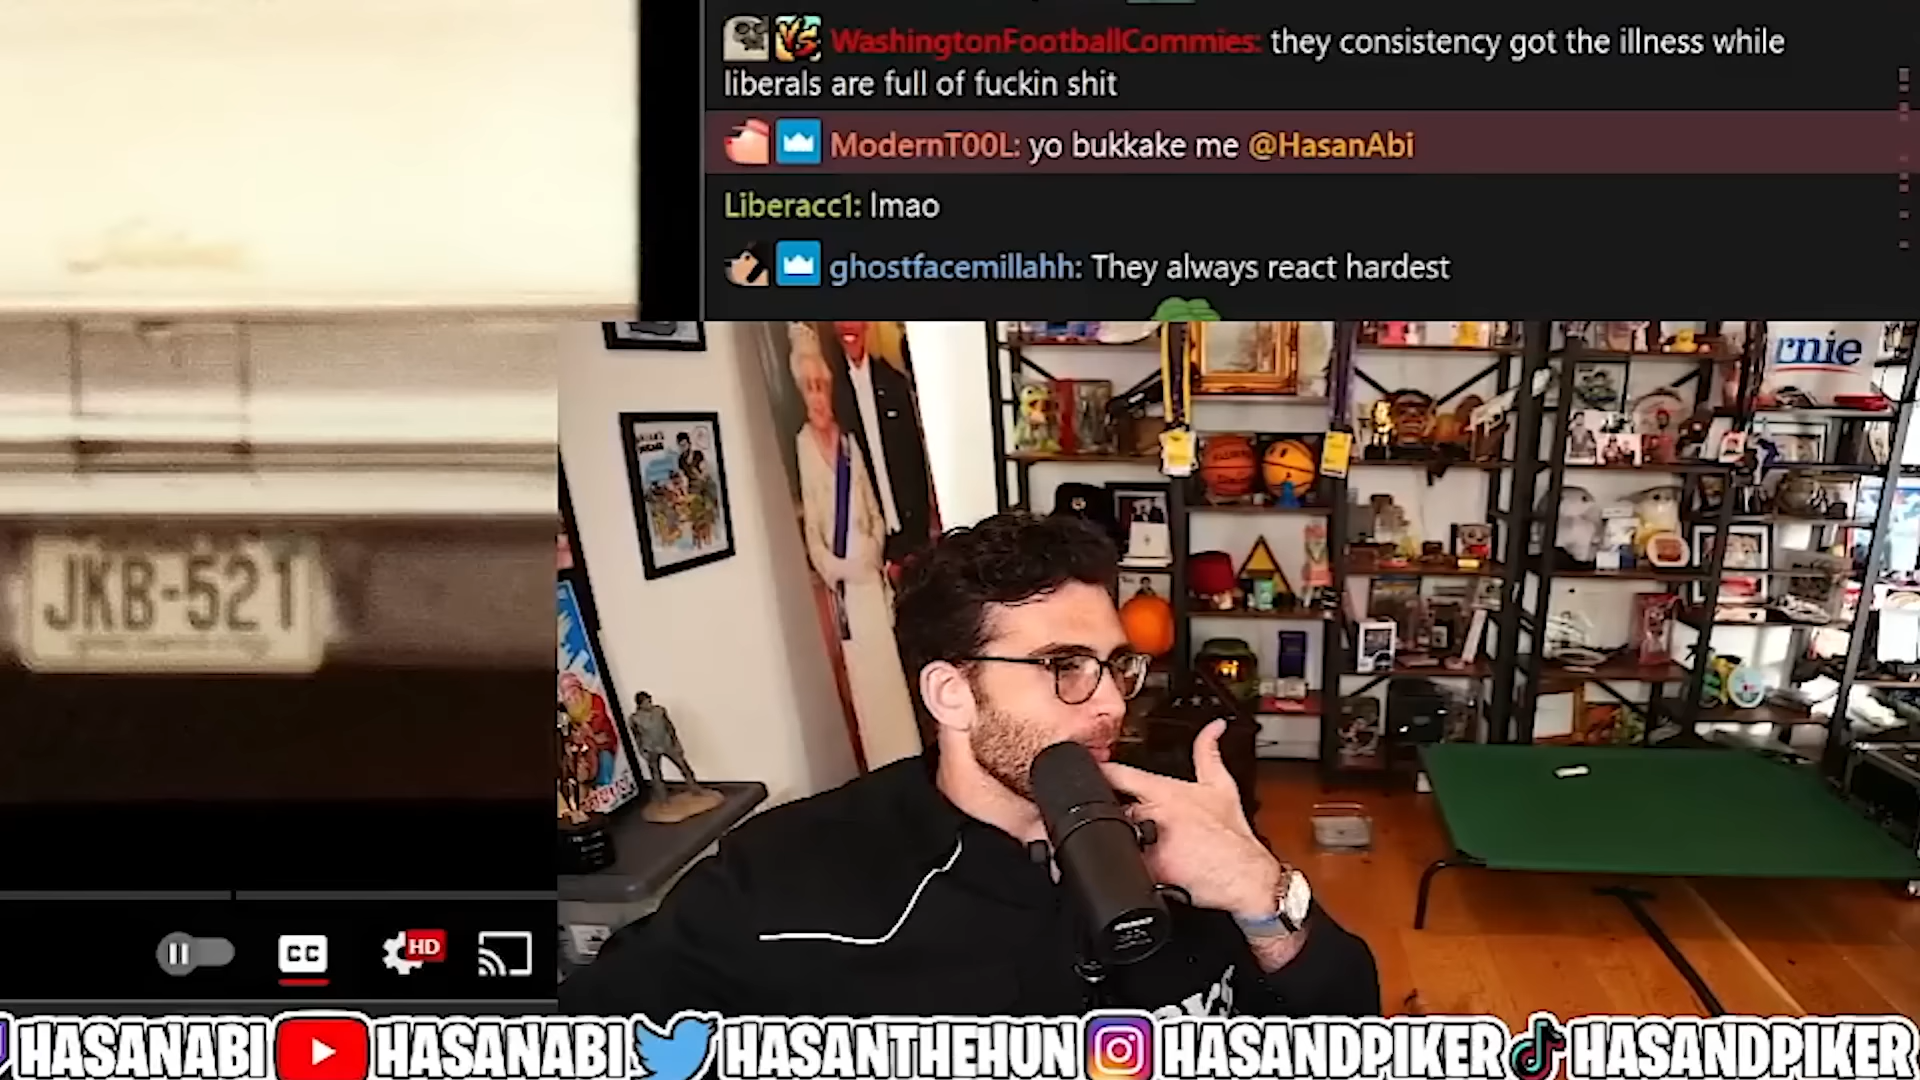 WashingtonFootballCommies: they consistency got the illness while
liberals are full of fuckin shit
ModernT00L: yo bukkake me @HasanAbi
Liberacc1: lmao
ghostfacemillahh: They always react hardest
rnie
JKB-521
CC
HD
HASANABI HASANABI HASANTHEHUN HASANDPIKER HASANDPIKER